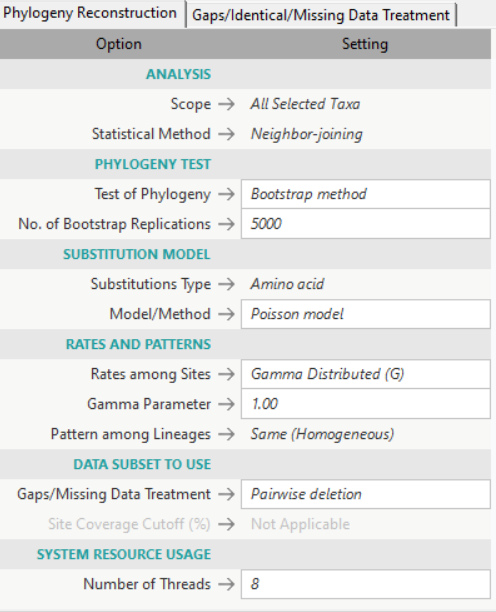 Phylogeny Reconstruction Gaps/Identical/Missing Data Treatment
Option Setting
ANALYSIS
Scope → All Selected Taxa
Statistical Method → Neighbor-joining
PHYLOGENY TEST
Test of Phylogeny → Bootstrap method
No. of Bootstrap Replications → 5000
SUBSTITUTION MODEL
Substitutions Type → Amino acid
Model/Method → Poisson model
RATES AND PATTERNS
Rates among Sites → Gamma Distributed (G)
Gamma Parameter → 1.00
Pattern among Lineages → Same (Homogeneous)
DATA SUBSET TO USE
Gaps/Missing Data Treatment → Pairwise deletion
Site Coverage Cutoff (%) → Not Applicable
SYSTEM RESOURCE USAGE
Number of Threads → 8